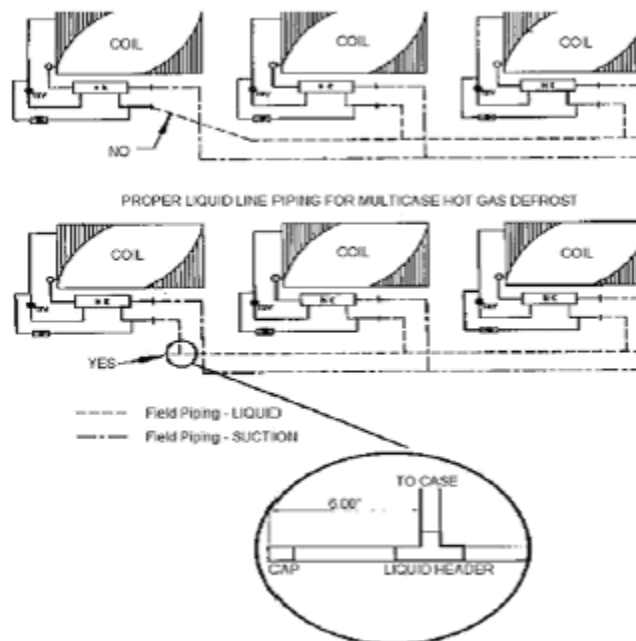 COIL
COIL
COIL
NO
PROPER LIQUID LINE PIPING FOR MULTICASE HOT GAS DEFROST
COIL
COIL
COIL
YES
Field Piping - LIQUID
Field Piping - SUCTION
TO CASE
6.00"
CAP
LIQUID HEADER